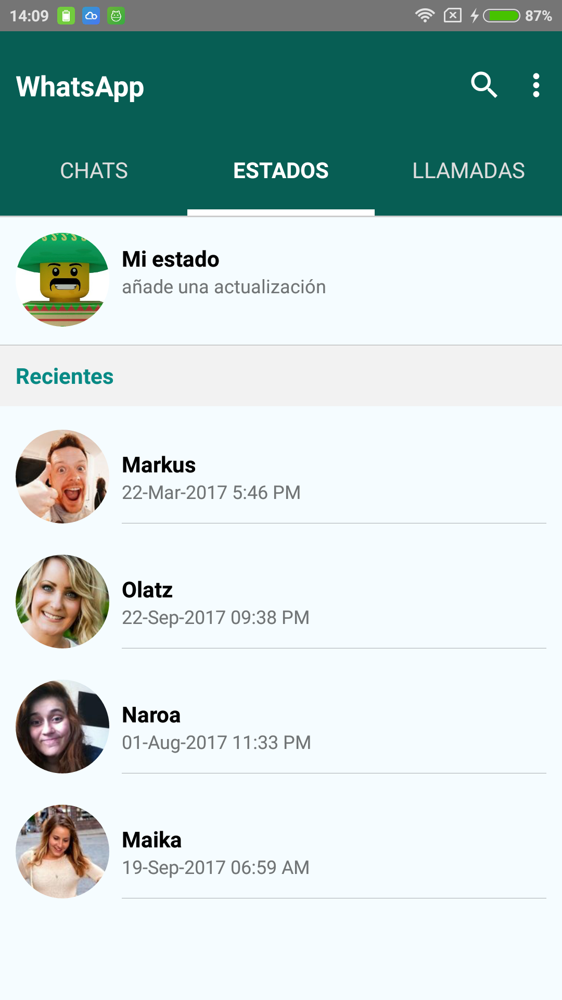 14:09 87%
WhatsApp
CHATS ESTADOS LLAMADAS
Mi estado
añade una actualización
Recientes
Markus
22-Mar-2017 5:46 PM
Olatz
22-Sep-2017 09:38 PM
Naroa
01-Aug-2017 11:33 PM
Maika
19-Sep-2017 06:59 AM